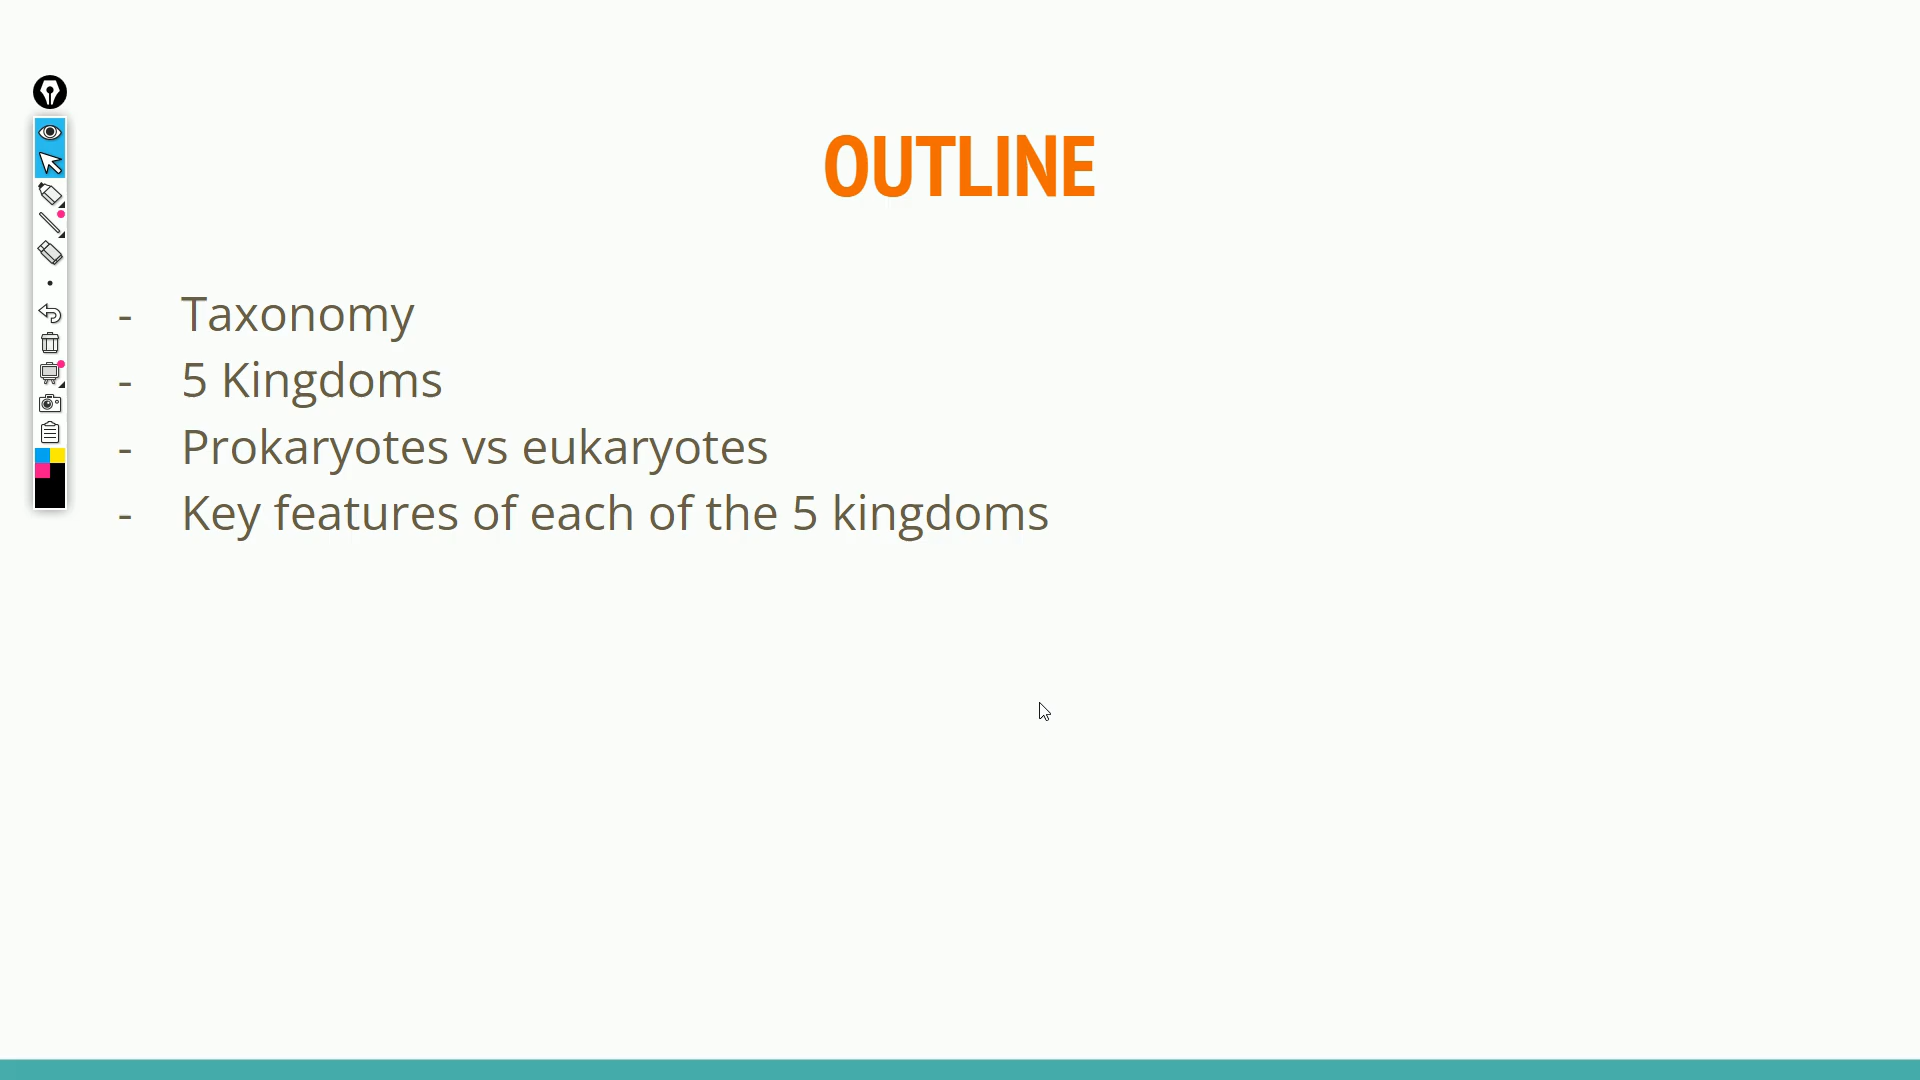 OUTLINE
- Taxonomy
- 5 Kingdoms
- Prokaryotes vs eukaryotes
- Key features of each of the 5 kingdoms